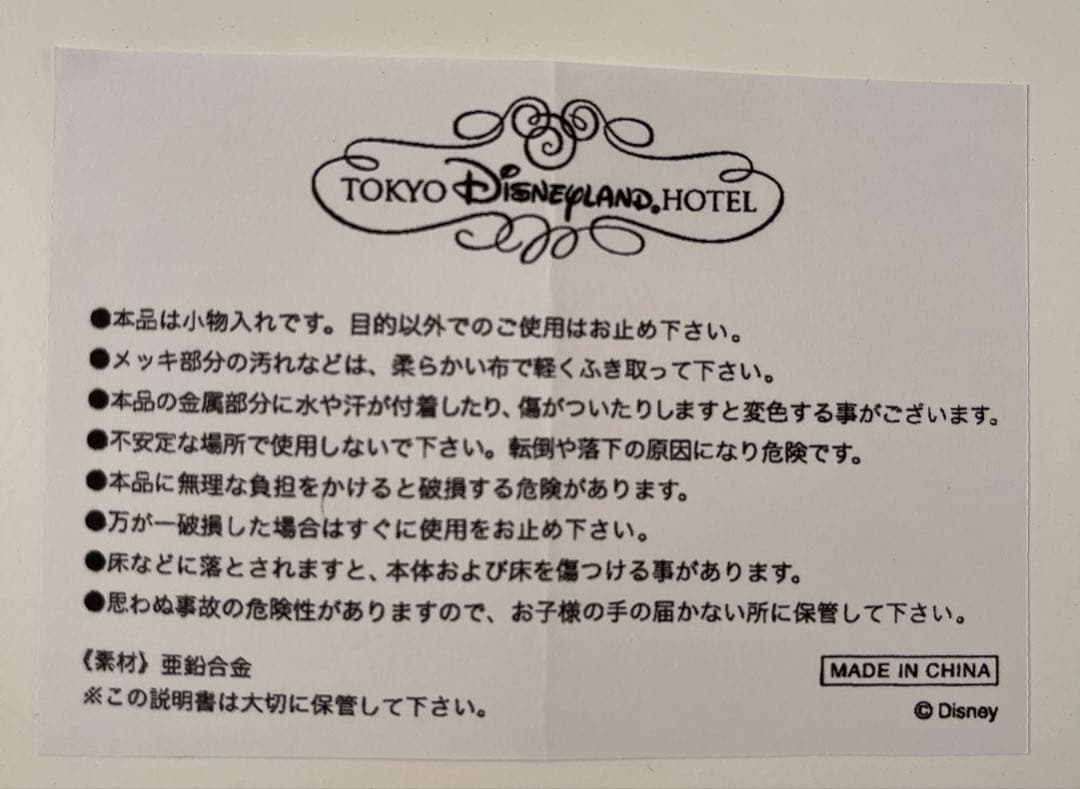 TOKYO DISNEYLAND HOTEL
●本品は小物入れです。目的以外でのご使用はお止め下さい。
●メッキ部分の汚れなどは、柔らかい布で軽くふき取って下さい。
●本品の金属部分に水や汗が付着したり、傷がついたりしますと変色する事がございます。
●不安定な場所で使用しないで下さい。転倒や落下の原因になり危険です。
●本品に無理な負担をかけると破損する危険があります。
●万が一破損した場合はすぐに使用をお止め下さい。
●床などに落とされますと、本体および床を傷つける事があります。
●思わぬ事故の危険性がありますので、お子様の手の届かない所に保管して下さい。
《素材》亜鉛合金
※この説明書は大切に保管して下さい。
MADE IN CHINA
© Disney